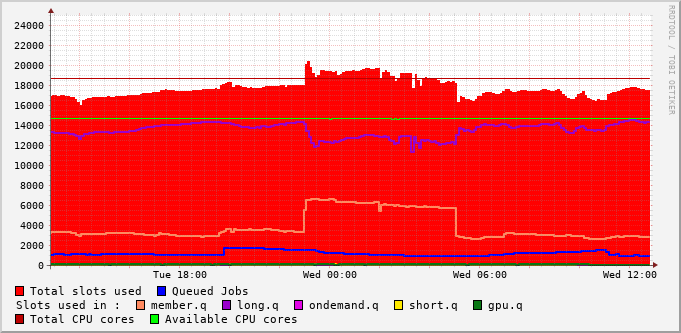 24000
22000
20000
18000
16000
14000
12000
10000
8000
6000
4000
2000
0
Tue 18:00 Wed 00:00 Wed 06:00 Wed 12:00
RRDTOOL / TOBI OETIKER
Total slots used Queued Jobs
Slots used in : member.q long.q ondemand.q short.q gpu.q
Total CPU cores Available CPU cores